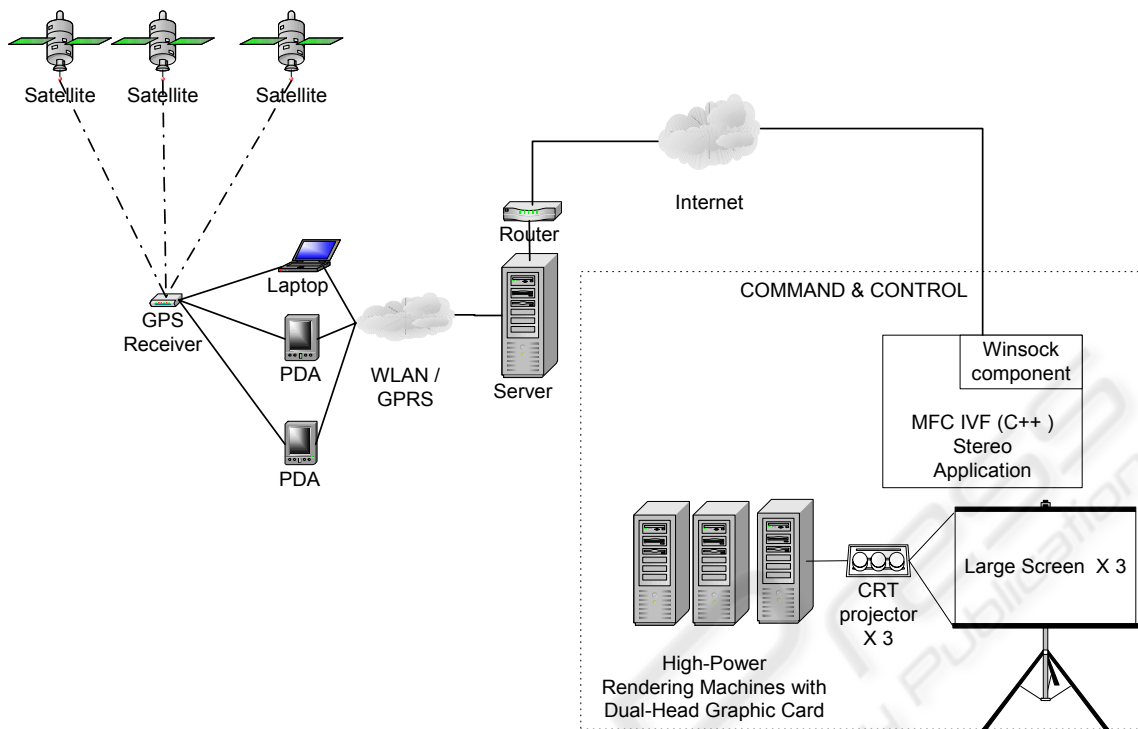 Satellite
Satellite
Satellite
Internet
Router
Laptop
GPS
Receiver
PDA
WLAN /
GPRS
Server
PDA
COMMAND & CONTROL
Winsock
component
MFC IVF (C++ )
Stereo
Application
Large Screen X 3
CRT
projector
X 3
High-Power
Rendering Machines with
Dual-Head Graphic Card